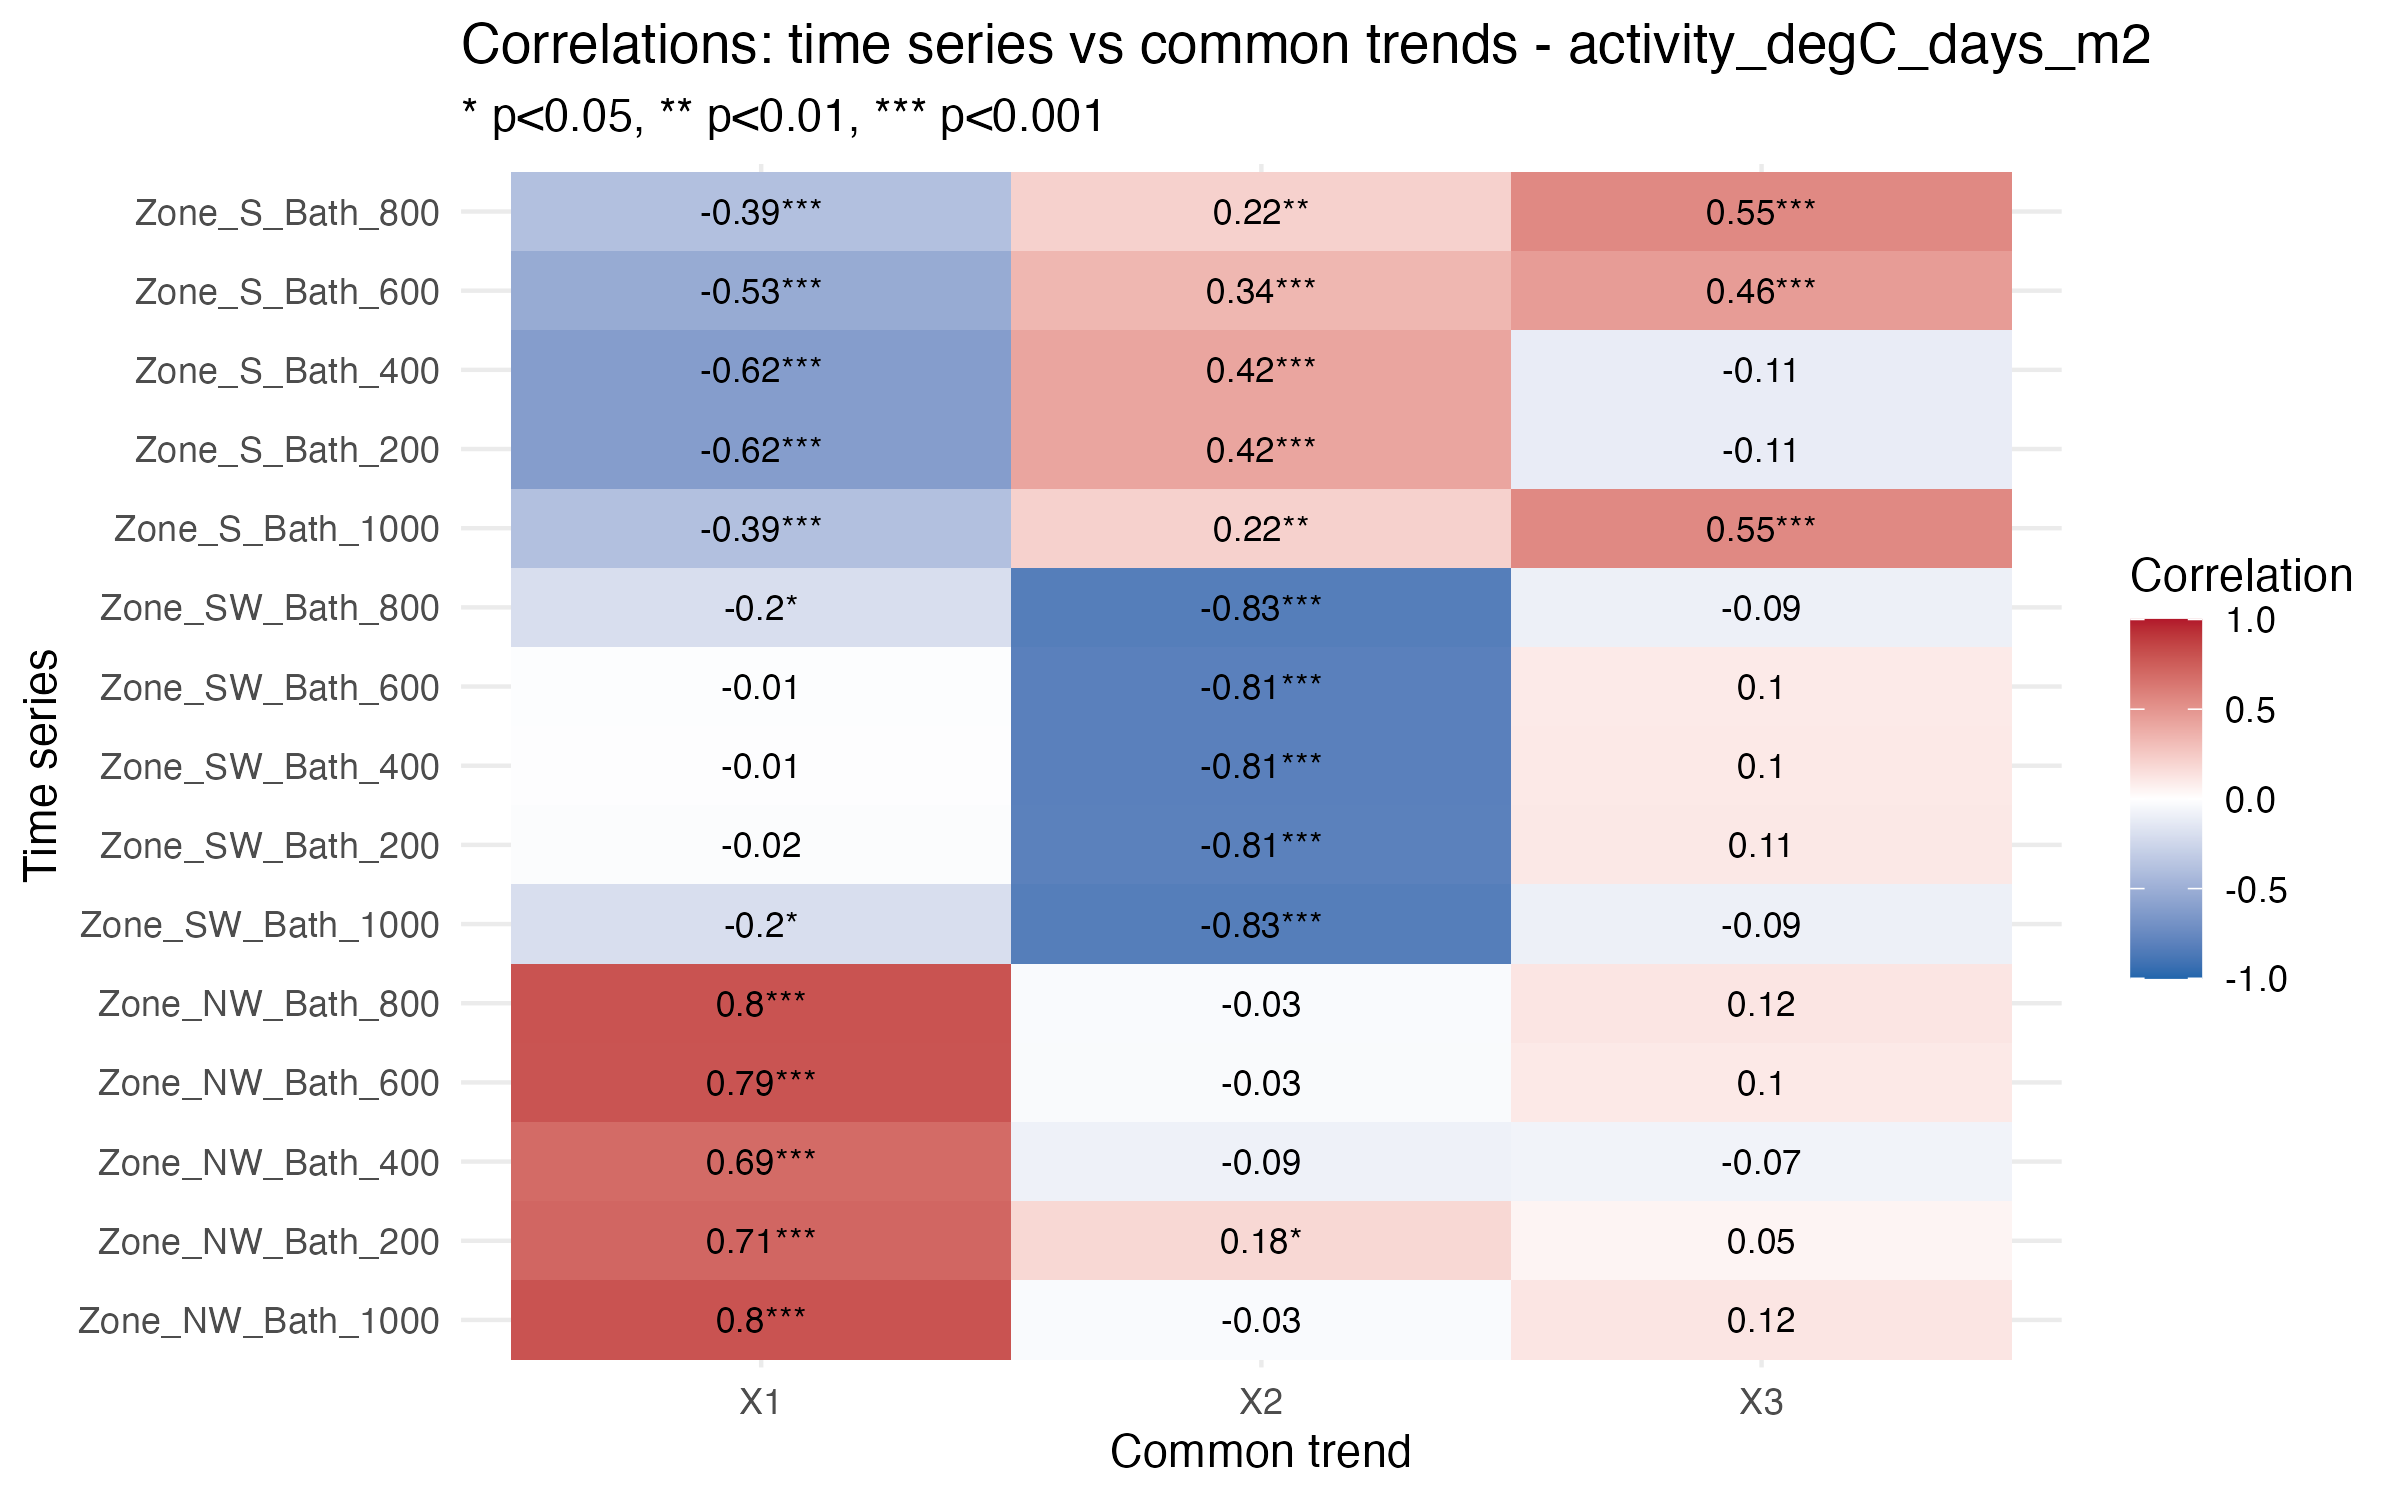 Correlations: time series vs common trends - activity_degC_days_m2
* p<0.05, ** p<0.01, *** p<0.001
Zone_S_Bath_800 -0.39*** 0.22** 0.55***
Zone_S_Bath_600 -0.53*** 0.34*** 0.46***
Zone_S_Bath_400 -0.62*** 0.42*** -0.11
Zone_S_Bath_200 -0.62*** 0.42*** -0.11
Zone_S_Bath_1000 -0.39*** 0.22** 0.55***
Zone_SW_Bath_800 -0.2* -0.83*** -0.09
Zone_SW_Bath_600 -0.01 -0.81*** 0.1
Zone_SW_Bath_400 -0.01 -0.81*** 0.1
Zone_SW_Bath_200 -0.02 -0.81*** 0.11
Zone_SW_Bath_1000 -0.2* -0.83*** -0.09
Zone_NW_Bath_800 0.8*** -0.03 0.12
Zone_NW_Bath_600 0.79*** -0.03 0.1
Zone_NW_Bath_400 0.69*** -0.09 -0.07
Zone_NW_Bath_200 0.71*** 0.18* 0.05
Zone_NW_Bath_1000 0.8*** -0.03 0.12
X1 X2 X3
Common trend
Time series
Correlation
1.0
0.5
0.0
-0.5
-1.0